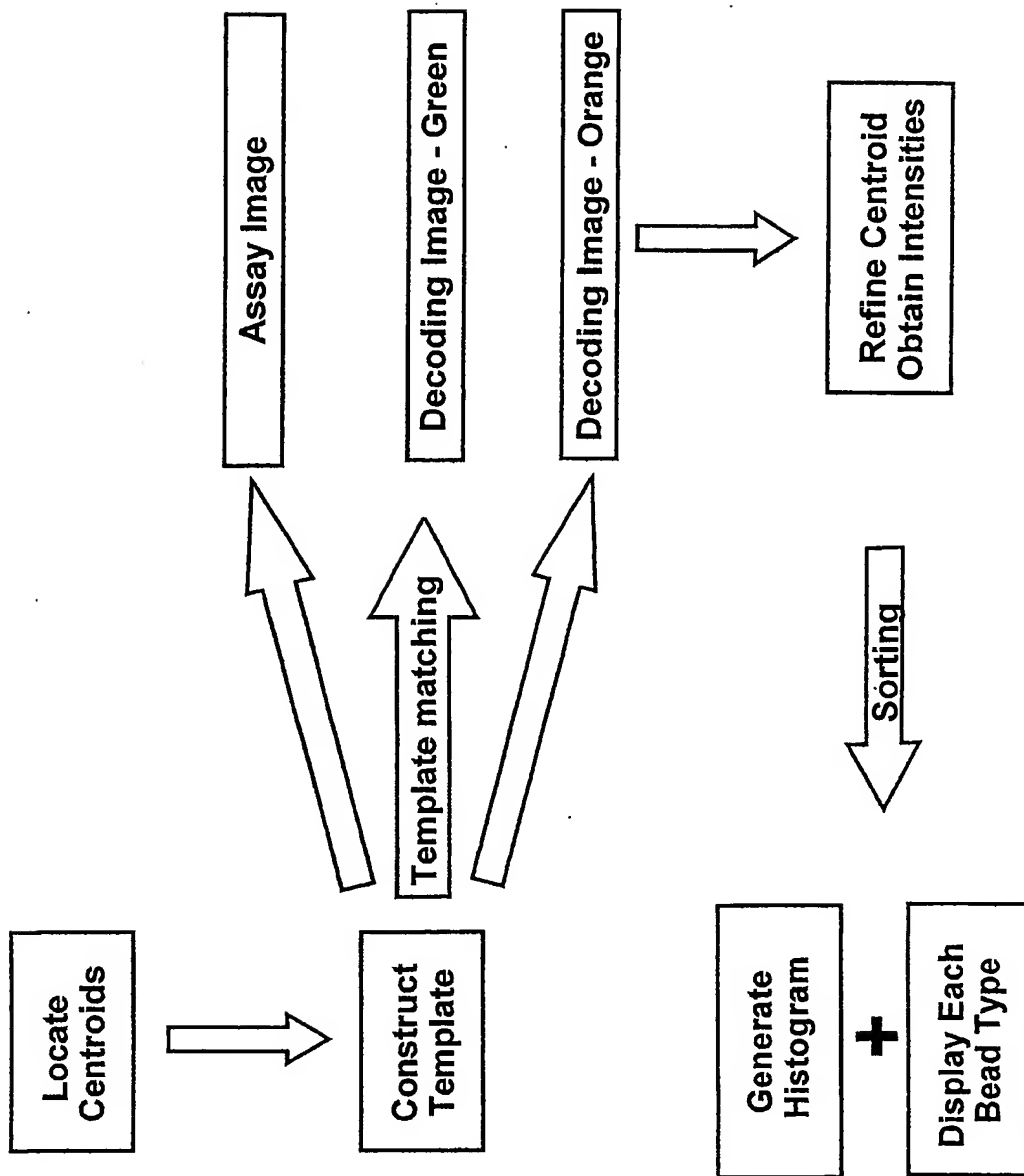 Locate
Centroids
Construct
Template
Template matching
Assay Image
Decoding Image - Green
Decoding Image - Orange
Refine Centroid
Obtain Intensities
Sorting
Generate
Histogram
+
Display Each
Bead Type